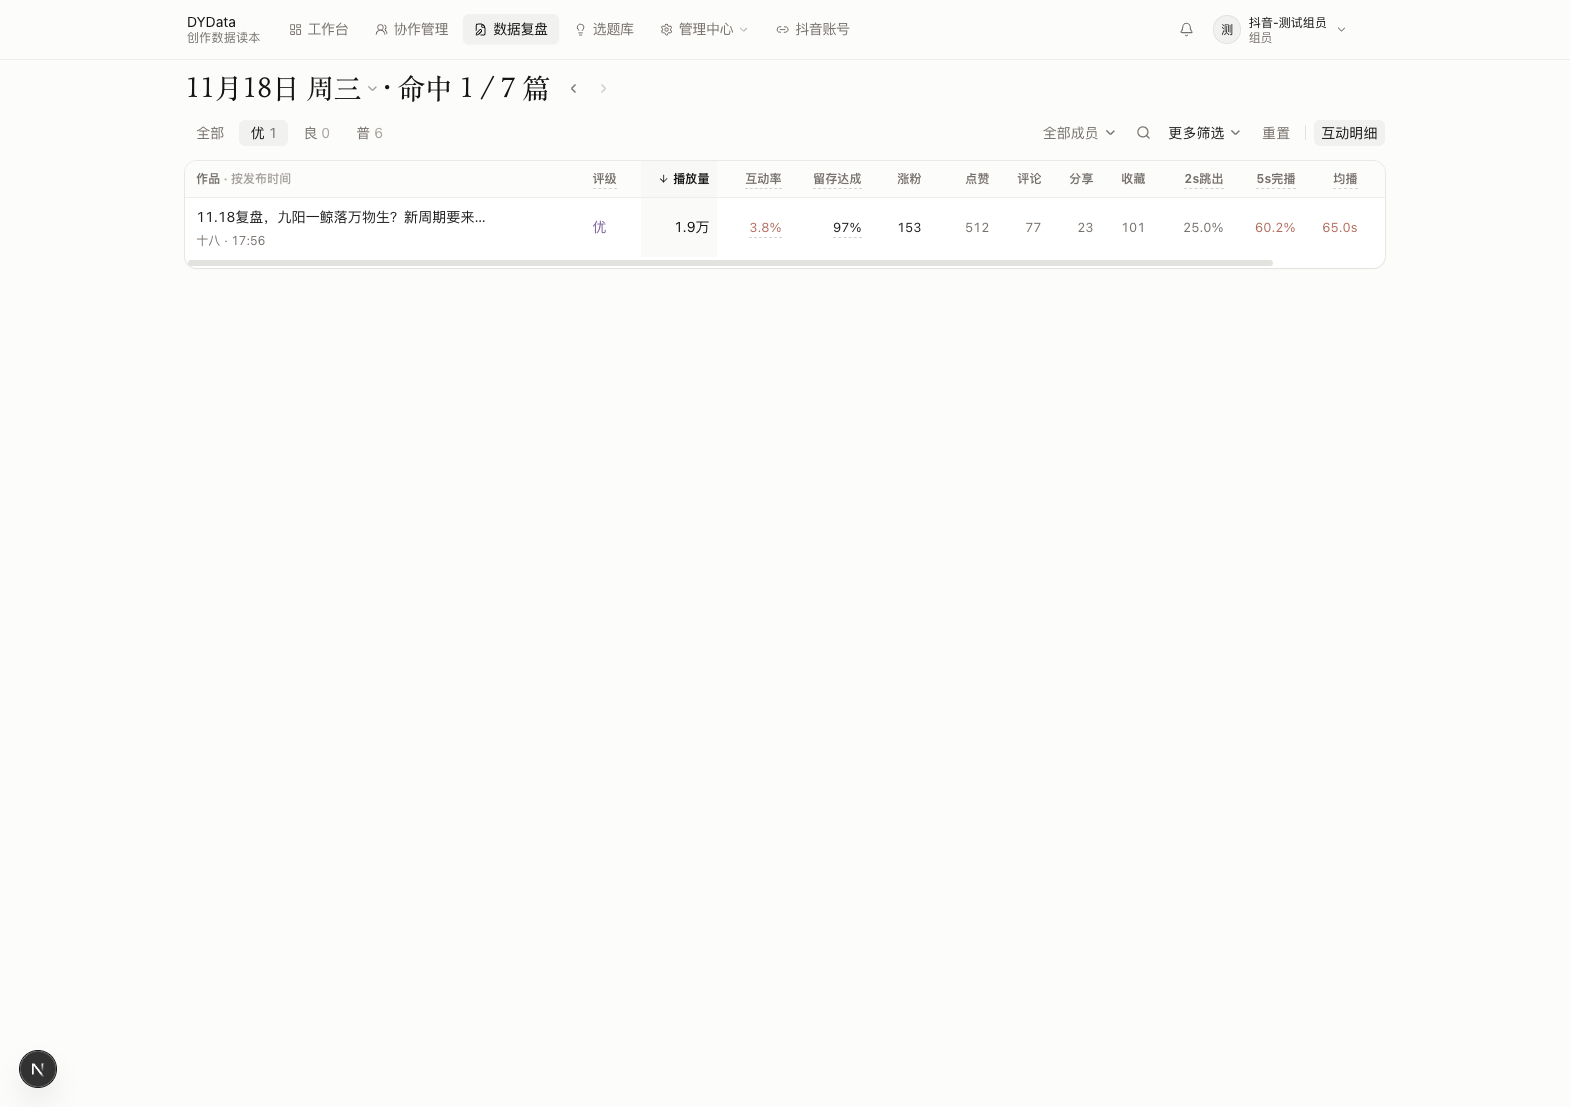 DYData
创作数据读本
工作台
协作管理
数据复盘
选题库
管理中心
抖音账号
测
抖音-测试组员
组员
11月18日 周三 · 命中 1 / 7 篇
全部 优 1 良 0 普 6
全部成员 更多筛选 重置 互动明细
作品 · 按发布时间 评级 ↓ 播放量 互动率 留存达成 涨粉 点赞 评论 分享 收藏 2s跳出 5s完播 均播
11.18复盘，九阳一鲸落万物生？新周期要来...
优 1.9万 3.8% 97% 153 512 77 23 101 25.0% 60.2% 65.0s
十八 · 17:56
N